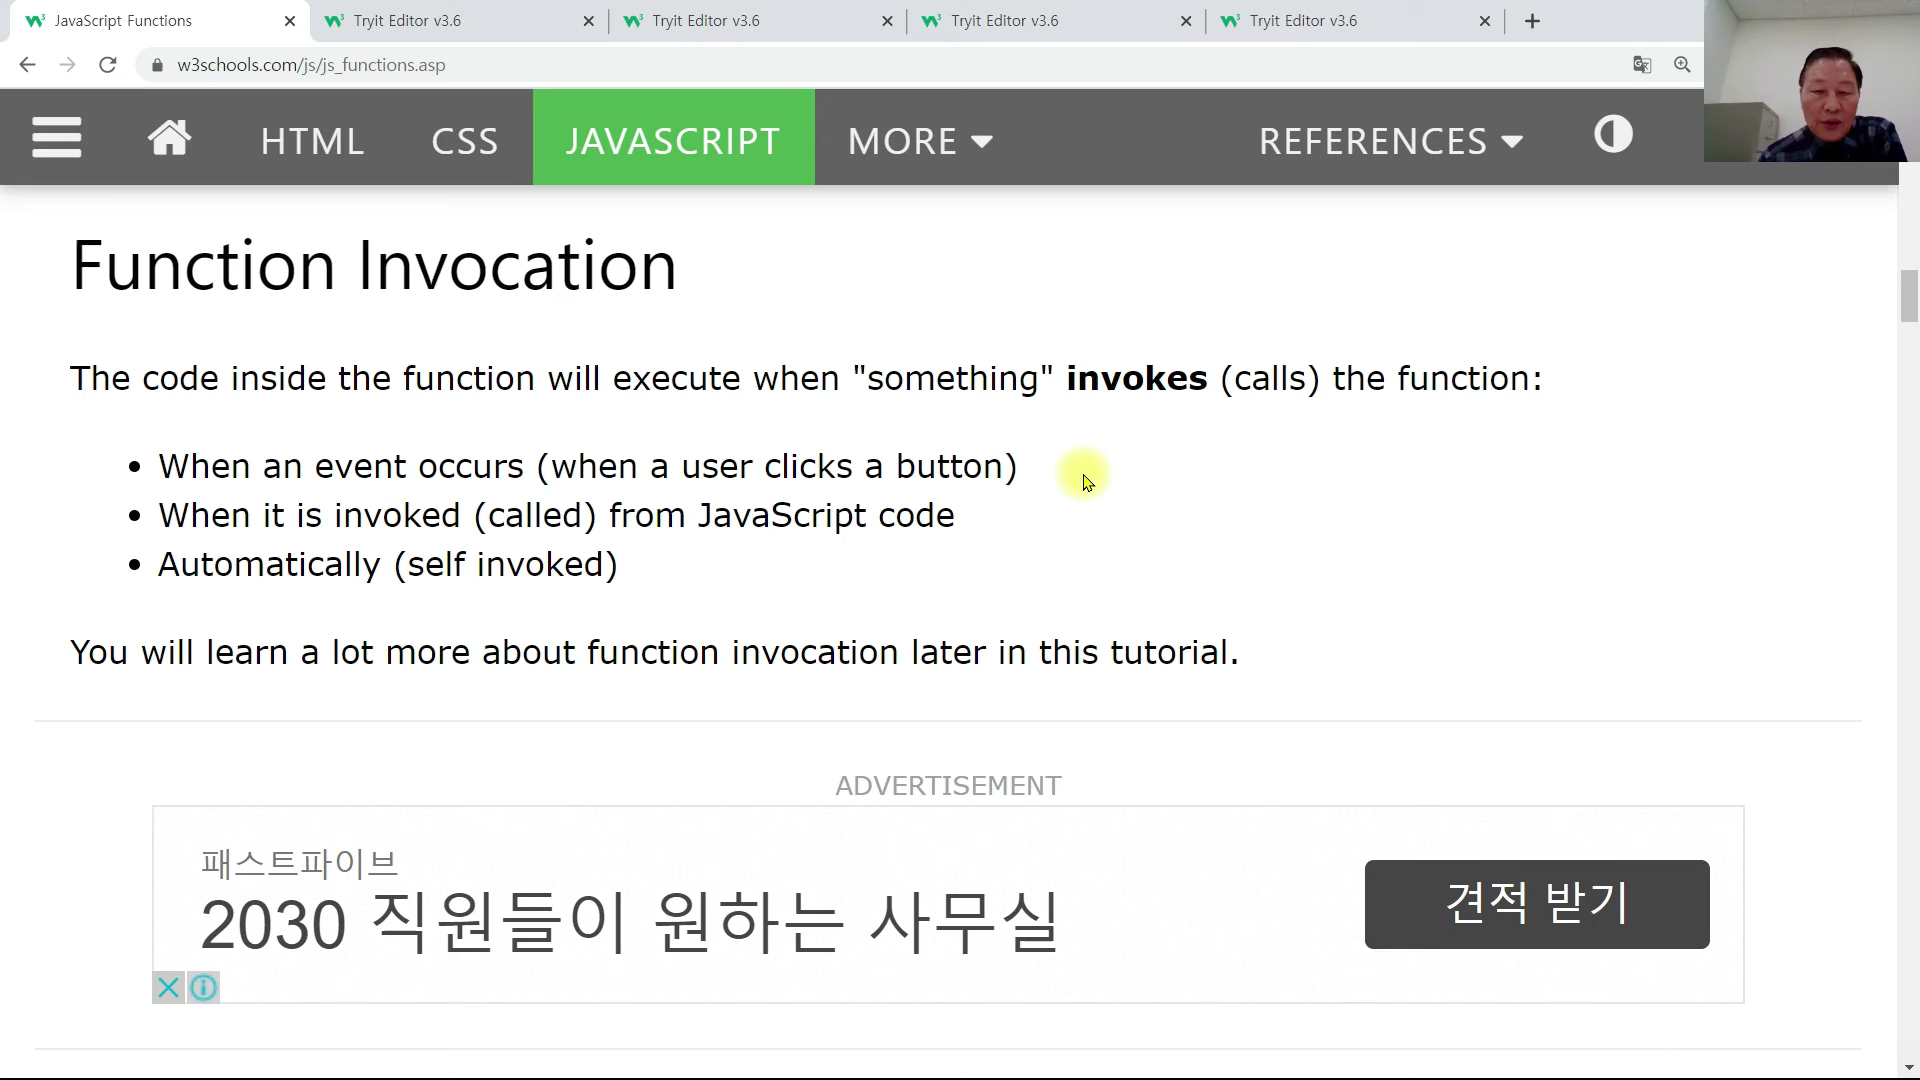 JavaScript Functions
Tryit Editor v3.6
Tryit Editor v3.6
Tryit Editor v3.6
Tryit Editor v3.6
w3schools.com/js/js_functions.asp
HTML
CSS
JAVASCRIPT
MORE
REFERENCES
Function Invocation
The code inside the function will execute when "something" invokes (calls) the function:
When an event occurs (when a user clicks a button)
When it is invoked (called) from JavaScript code
Automatically (self invoked)
You will learn a lot more about function invocation later in this tutorial.
ADVERTISEMENT
패스트파이브
2030 직원들이 원하는 사무실
견적 받기